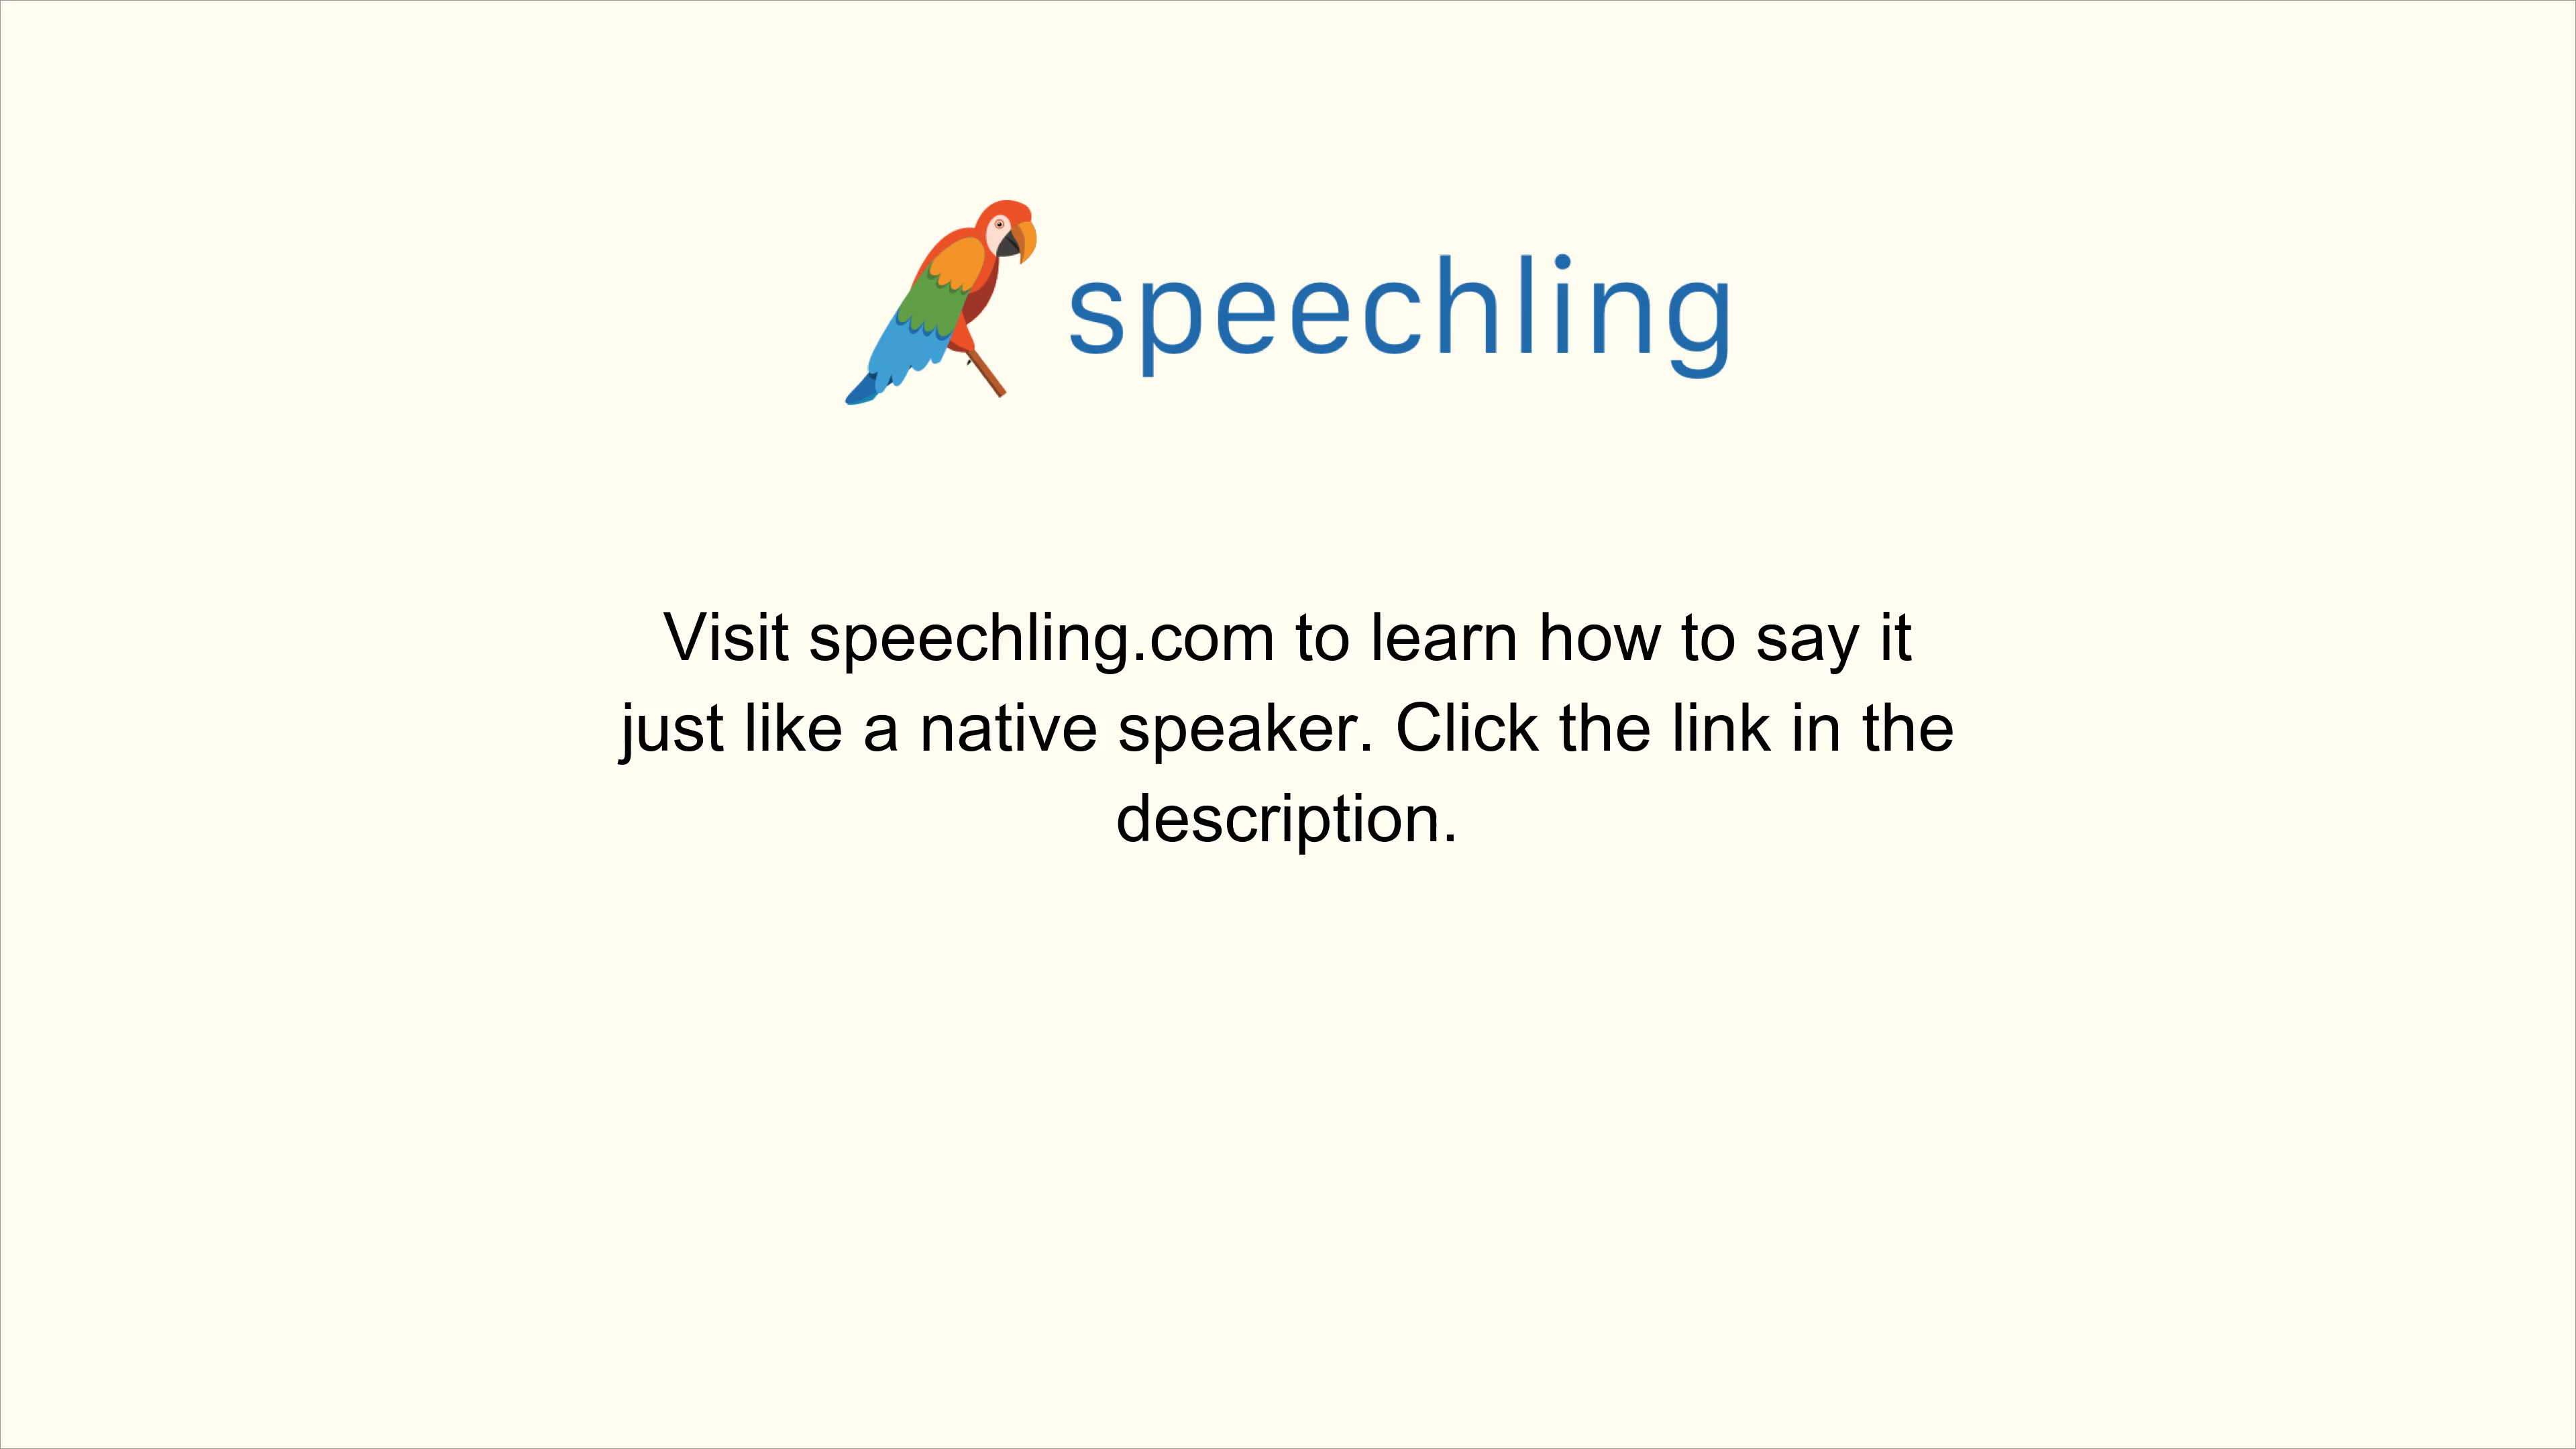 speechling
Visit speechling.com to learn how to say it
just like a native speaker. Click the link in the
description.